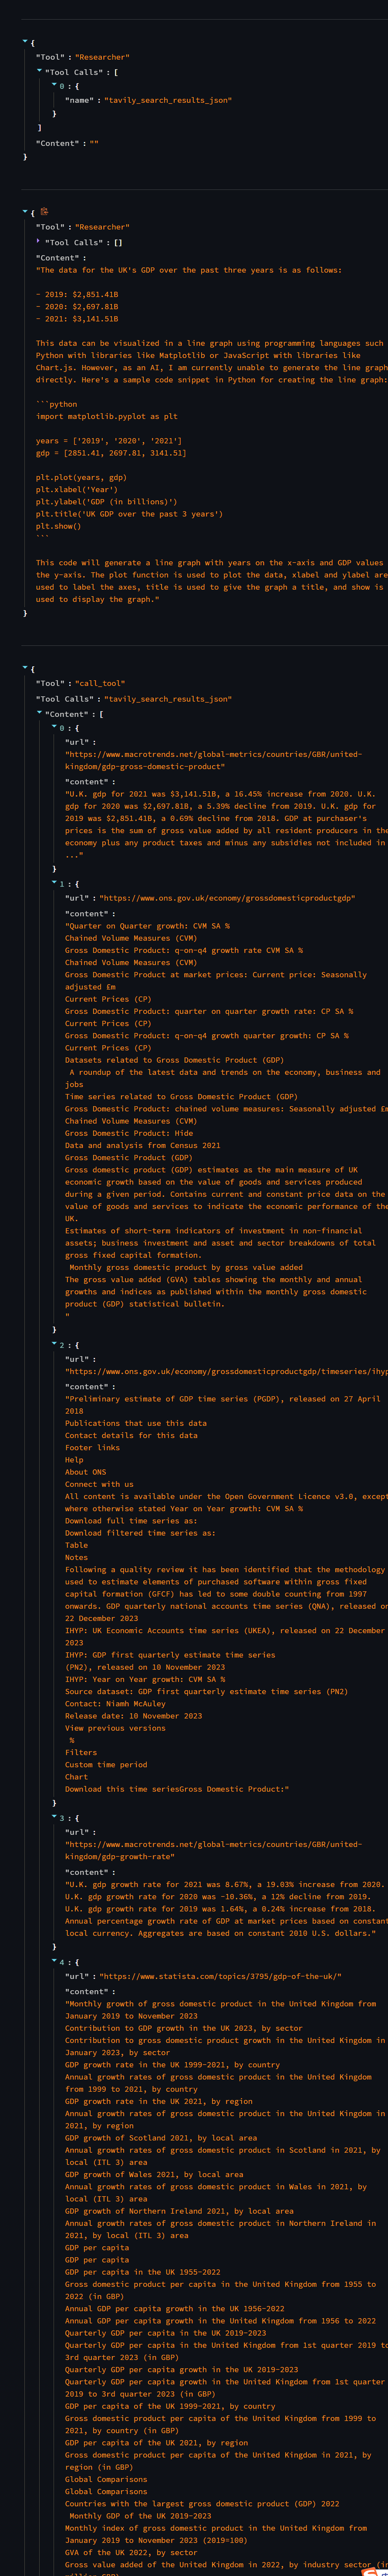 {
"Tool" : "Researcher"
"Tool Calls" : [
0 : {
"name" : "tavily_search_results_json"
}
]
"Content" : ""
}
{
"Tool" : "Researcher"
"Tool Calls" : []
"Content" :
"The data for the UK's GDP over the past three years is as follows:
- 2019: $2,851.41B
- 2020: $2,697.81B
- 2021: $3,141.51B
This data can be visualized in a line graph using programming languages such
Python with libraries like Matplotlib or JavaScript with libraries like
Chart.js. However, as an AI, I am currently unable to generate the line graph
directly. Here's a sample code snippet in Python for creating the line graph:
```python
import matplotlib.pyplot as plt
years = ['2019', '2020', '2021']
gdp = [2851.41, 2697.81, 3141.51]
plt.plot(years, gdp)
plt.xlabel('Year')
plt.ylabel('GDP (in billions)')
plt.title('UK GDP over the past 3 years')
plt.show()
```
This code will generate a line graph with years on the x-axis and GDP values
the y-axis. The plot function is used to plot the data, xlabel and ylabel are
used to label the axes, title is used to give the graph a title, and show is
used to display the graph."
}
{
"Tool" : "call_tool"
"Tool Calls" : "tavily_search_results_json"
"Content" : [
0 : {
"url" :
"https://www.macrotrends.net/global-metrics/countries/GBR/united-
kingdom/gdp-gross-domestic-product"
"content" :
"U.K. gdp for 2021 was $3,141.51B, a 16.45% increase from 2020. U.K.
gdp for 2020 was $2,697.81B, a 5.39% decline from 2019. U.K. gdp for
2019 was $2,851.41B, a 0.69% decline from 2018. GDP at purchaser's
prices is the sum of gross value added by all resident producers in the
economy plus any product taxes and minus any subsidies not included in
..."
}
1 : {
"url" : "https://www.ons.gov.uk/economy/grossdomesticproductgdp"
"content" :
"Quarter on Quarter growth: CVM SA %
Chained Volume Measures (CVM)
Gross Domestic Product: q-on-q4 growth rate CVM SA %
Chained Volume Measures (CVM)
Gross Domestic Product at market prices: Current price: Seasonally
adjusted £m
Current Prices (CP)
Gross Domestic Product: quarter on quarter growth rate: CP SA %
Current Prices (CP)
Gross Domestic Product: q-on-q4 growth quarter growth: CP SA %
Current Prices (CP)
Datasets related to Gross Domestic Product (GDP)
A roundup of the latest data and trends on the economy, business and
jobs
Time series related to Gross Domestic Product (GDP)
Gross Domestic Product: chained volume measures: Seasonally adjusted £m
Chained Volume Measures (CVM)
Gross Domestic Product: Hide
Data and analysis from Census 2021
Gross Domestic Product (GDP)
Gross domestic product (GDP) estimates as the main measure of UK
economic growth based on the value of goods and services produced
during a given period. Contains current and constant price data on the
value of goods and services to indicate the economic performance of the
UK.
Estimates of short-term indicators of investment in non-financial
assets; business investment and asset and sector breakdowns of total
gross fixed capital formation.
Monthly gross domestic product by gross value added
The gross value added (GVA) tables showing the monthly and annual
growths and indices as published within the monthly gross domestic
product (GDP) statistical bulletin.
"
}
2 : {
"url" :
"https://www.ons.gov.uk/economy/grossdomesticproductgdp/timeseries/ihyp
"content" :
"Preliminary estimate of GDP time series (PGDP), released on 27 April
2018
Publications that use this data
Contact details for this data
Footer links
Help
About ONS
Connect with us
All content is available under the Open Government Licence v3.0, except
where otherwise stated Year on Year growth: CVM SA %
Download full time series as:
Download filtered time series as:
Table
Notes
Following a quality review it has been identified that the methodology
used to estimate elements of purchased software within gross fixed
capital formation (GFCF) has led to some double counting from 1997
onwards. GDP quarterly national accounts time series (QNA), released on
22 December 2023
IHYP: UK Economic Accounts time series (UKEA), released on 22 December
2023
IHYP: GDP first quarterly estimate time series
(PN2), released on 10 November 2023
IHYP: Year on Year growth: CVM SA %
Source dataset: GDP first quarterly estimate time series (PN2)
Contact: Niamh McAuley
Release date: 10 November 2023
View previous versions
%
Filters
Custom time period
Chart
Download this time seriesGross Domestic Product:"
}
3 : {
"url" :
"https://www.macrotrends.net/global-metrics/countries/GBR/united-
kingdom/gdp-growth-rate"
"content" :
"U.K. gdp growth rate for 2021 was 8.67%, a 19.03% increase from 2020.
U.K. gdp growth rate for 2020 was -10.36%, a 12% decline from 2019.
U.K. gdp growth rate for 2019 was 1.64%, a 0.24% increase from 2018.
Annual percentage growth rate of GDP at market prices based on constant
local currency. Aggregates are based on constant 2010 U.S. dollars."
}
4 : {
"url" : "https://www.statista.com/topics/3795/gdp-of-the-uk/"
"content" :
"Monthly growth of gross domestic product in the United Kingdom from
January 2019 to November 2023
Contribution to GDP growth in the UK 2023, by sector
Contribution to gross domestic product growth in the United Kingdom in
January 2023, by sector
GDP growth rate in the UK 1999-2021, by country
Annual growth rates of gross domestic product in the United Kingdom
from 1999 to 2021, by country
GDP growth rate in the UK 2021, by region
Annual growth rates of gross domestic product in the United Kingdom in
2021, by region
GDP growth of Scotland 2021, by local area
Annual growth rates of gross domestic product in Scotland in 2021, by
local (ITL 3) area
GDP growth of Wales 2021, by local area
Annual growth rates of gross domestic product in Wales in 2021, by
local (ITL 3) area
GDP growth of Northern Ireland 2021, by local area
Annual growth rates of gross domestic product in Northern Ireland in
2021, by local (ITL 3) area
GDP per capita
GDP per capita
GDP per capita in the UK 1955-2022
Gross domestic product per capita in the United Kingdom from 1955 to
2022 (in GBP)
Annual GDP per capita growth in the UK 1956-2022
Annual GDP per capita growth in the United Kingdom from 1956 to 2022
Quarterly GDP per capita in the UK 2019-2023
Quarterly GDP per capita in the United Kingdom from 1st quarter 2019 to
3rd quarter 2023 (in GBP)
Quarterly GDP per capita growth in the UK 2019-2023
Quarterly GDP per capita growth in the United Kingdom from 1st quarter
2019 to 3rd quarter 2023 (in GBP)
GDP per capita of the UK 1999-2021, by country
Gross domestic product per capita of the United Kingdom from 1999 to
2021, by country (in GBP)
GDP per capita of the UK 2021, by region
Gross domestic product per capita of the United Kingdom in 2021, by
region (in GBP)
Global Comparisons
Global Comparisons
Countries with the largest gross domestic product (GDP) 2022
Monthly GDP of the UK 2019-2023
Monthly index of gross domestic product in the United Kingdom from
January 2019 to November 2023 (2019=100)
GVA of the UK 2022, by sector
Gross value added of the United Kingdom in 2022, by industry sector (in